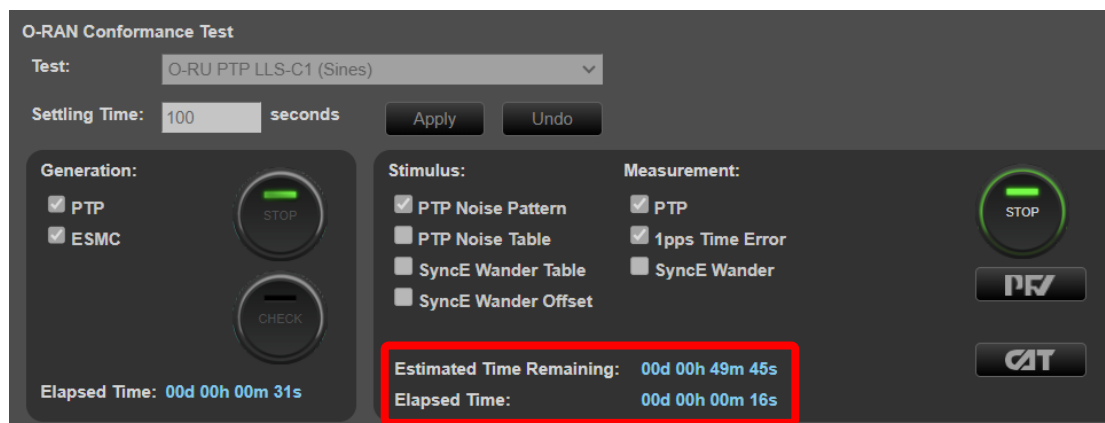 O-RAN Conformance Test
Test: O-RU PTP LLS-C1 (Sines)
Settling Time: 100 seconds Apply Undo
Generation:
PTP
ESMC
STOP
CHECK
Elapsed Time: 00d 00h 00m 31s
Stimulus:
PTP Noise Pattern
PTP Noise Table
SyncE Wander Table
SyncE Wander Offset
Measurement:
PTP
1pps Time Error
SyncE Wander
Estimated Time Remaining: 00d 00h 49m 45s
Elapsed Time: 00d 00h 00m 16s
STOP
PFV
CAT